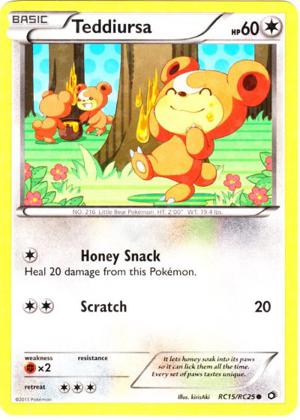 BASIC
Teddiursa
HP60
NO. 216 Little Bear Pokémon HT: 2'00" WT: 19.4 lbs.
Honey Snack
Heal 20 damage from this Pokémon.
Scratch 20
weakness resistance
×2
It lets honey soak into its paws
so it can lick them all the time.
Every set of paws tastes unique.
retreat
©2013 Pokémon
Illus. kirisAki
RC15/RC25